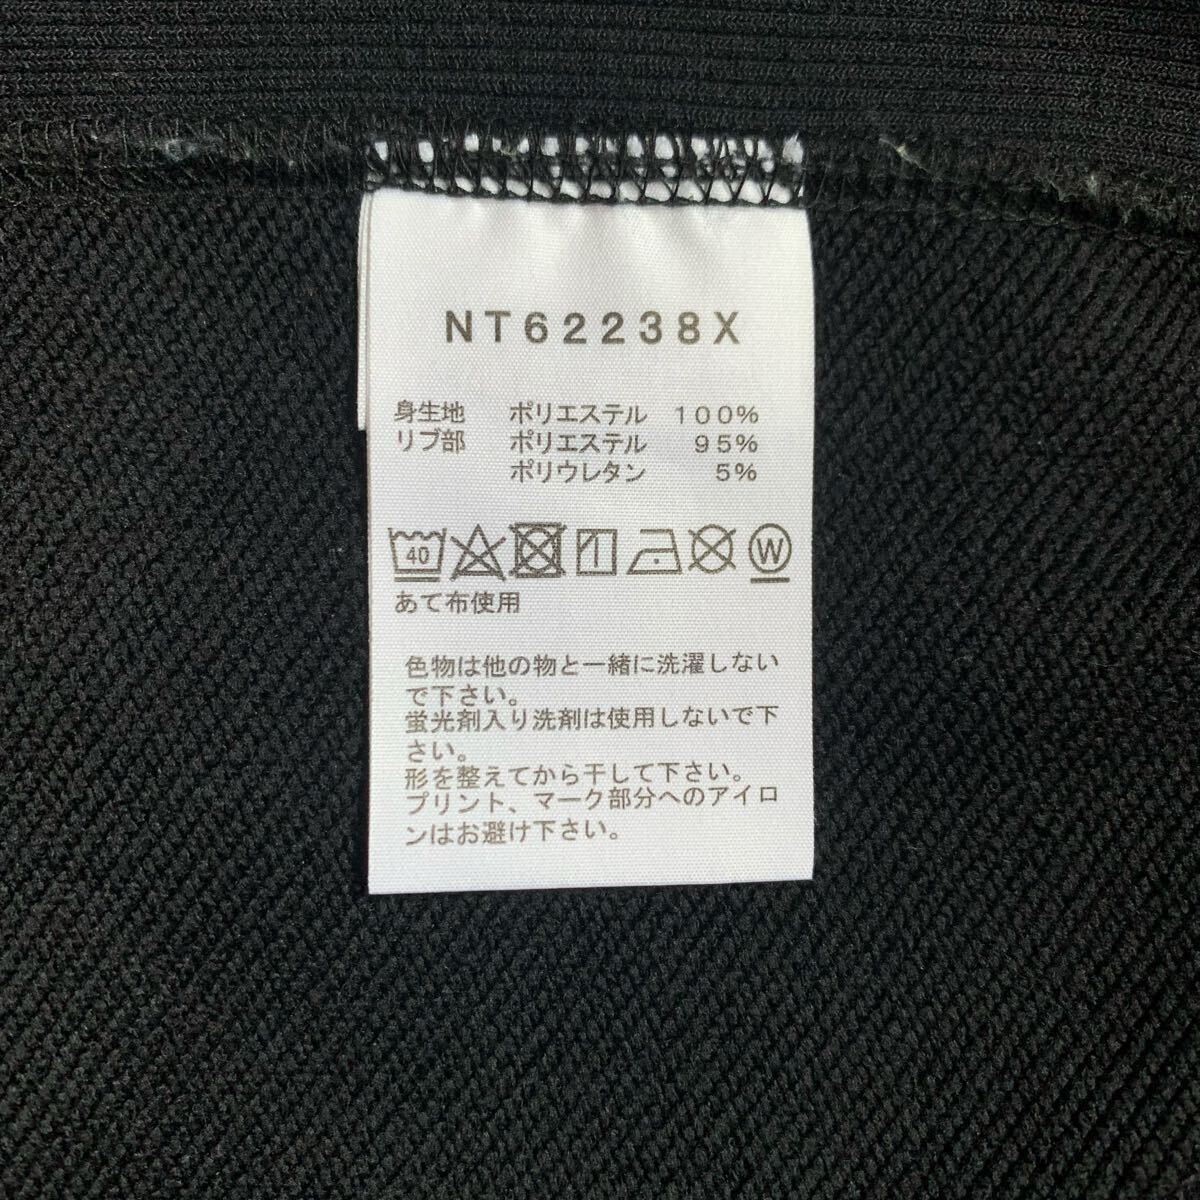 NT62238X
身生地 ポリエステル 100%
リブ部 ポリエステル 95%
ポリウレタン 5%
40 W
あて布使用
色物は他の物と一緒に洗濯しない
で下さい。
蛍光剤入り洗剤は使用しないで下
さい。
形を整えてから干して下さい。
プリント、マーク部分へのアイロ
ンはお避け下さい。